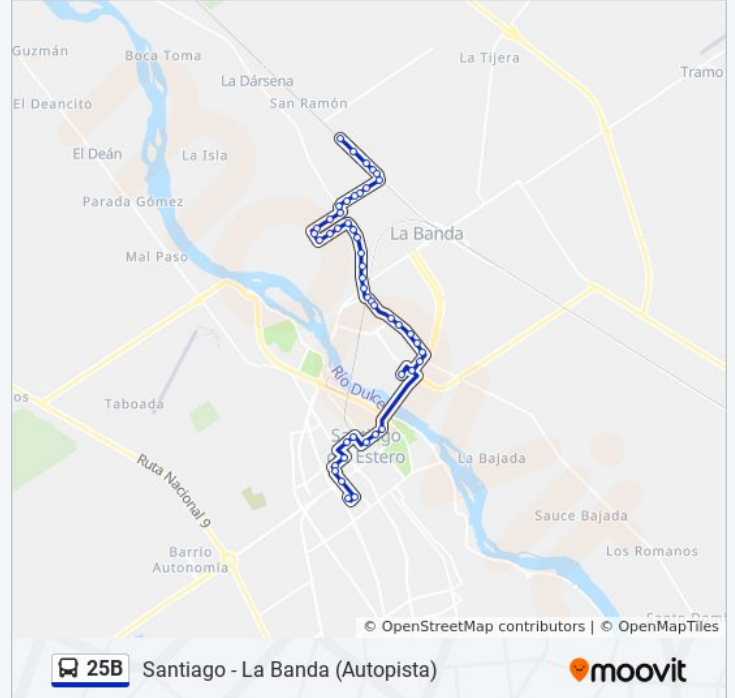 Guzmán
Boca Toma
La Tijera
La Dársena
Tramo
El Deancito
San Ramón
El Deán
La Isla
Parada Gómez
La Banda
Mal Paso
Río Dulce
os
Taboada
Santiago
Estero
La Bajada
Ruta Nacional 9
Sauce Bajada
Barrio
Autonomía
Los Romanos
© OpenStreetMap contributors | © OpenMapTiles
25B Santiago - La Banda (Autopista) moovit